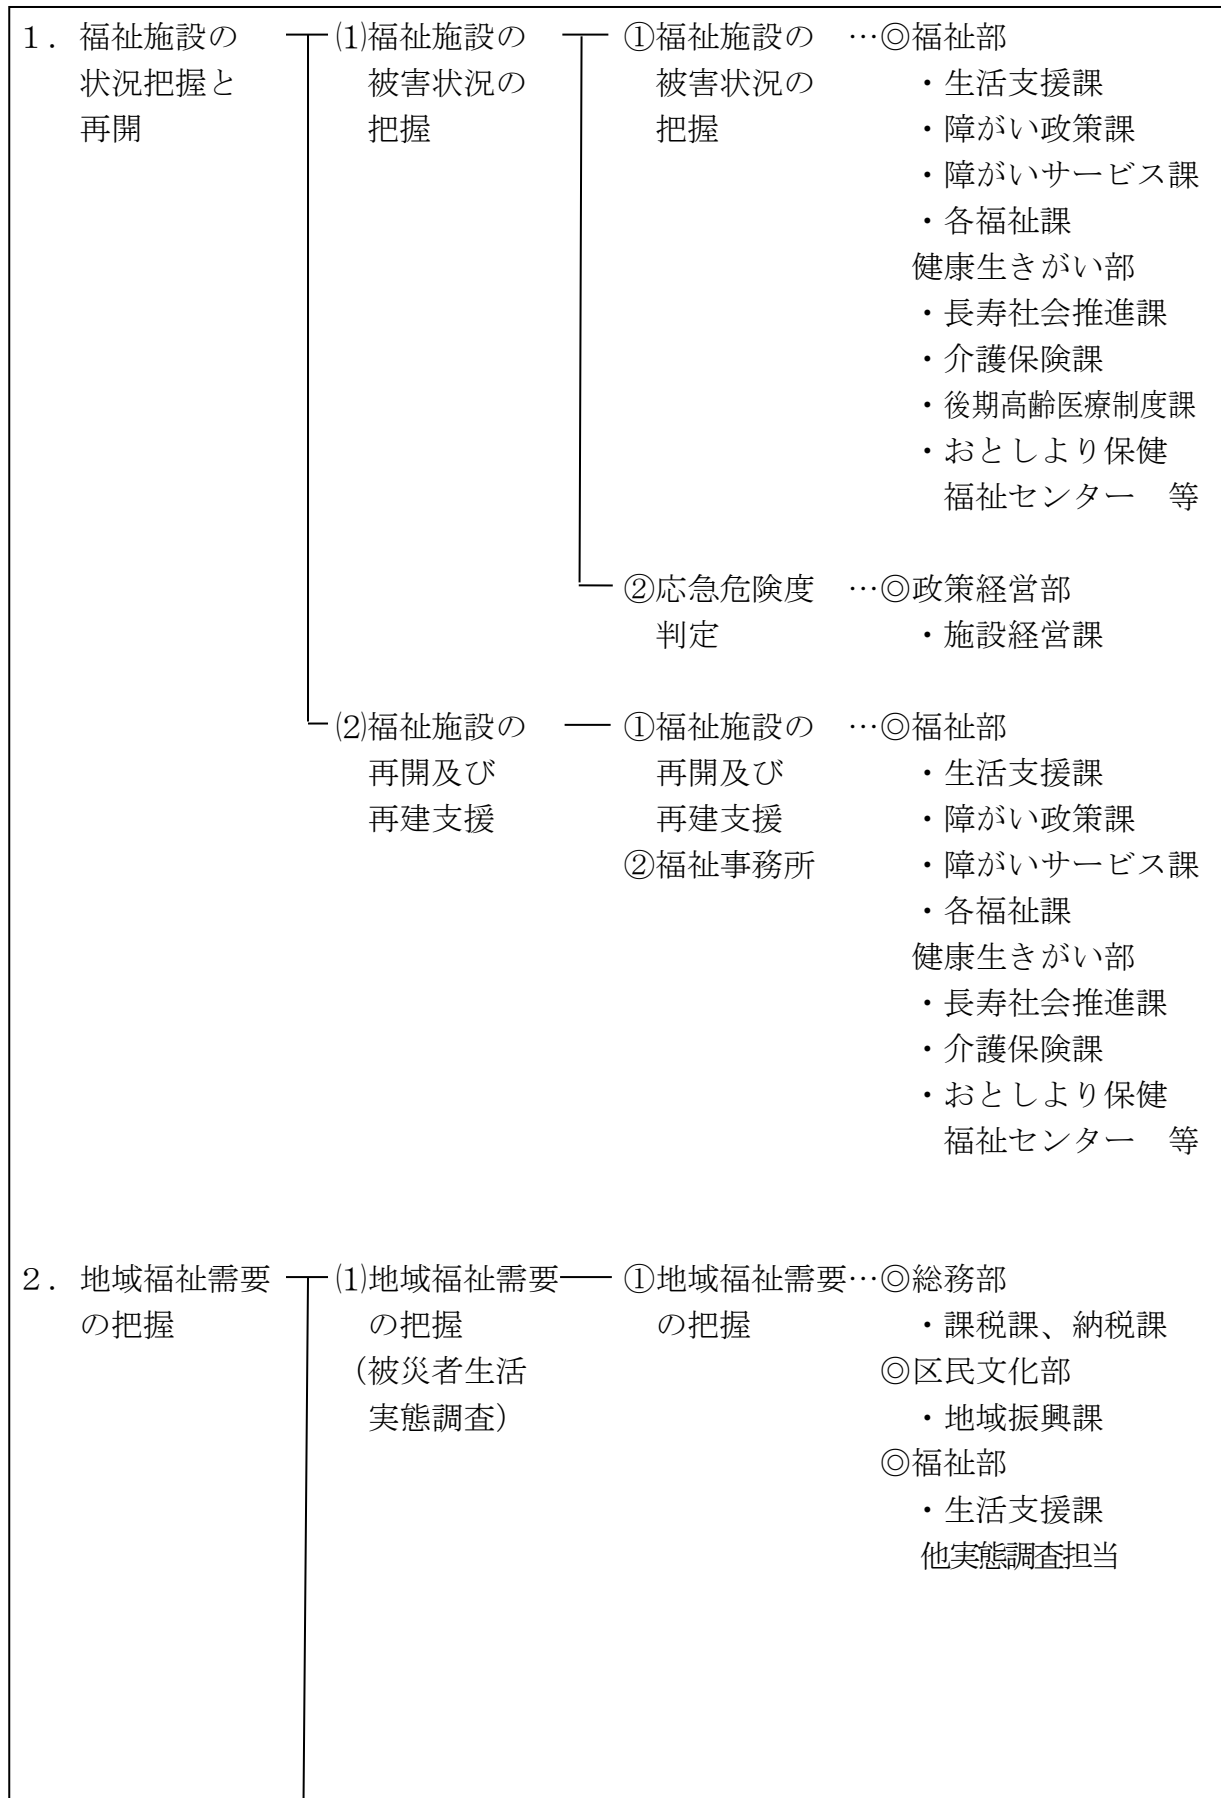 １．福祉施設の ⑴福祉施設の ①福祉施設の …◎福祉部
状況把握と 被害状況の 被害状況の ・生活支援課
再開 把握 把握 ・障がい政策課
・障がいサービス課
・各福祉課
健康生きがい部
・長寿社会推進課
・介護保険課
・後期高齢医療制度課
・おとしより保健
福祉センター 等
②応急危険度 …◎政策経営部
判定 ・施設経営課
⑵福祉施設の ①福祉施設の …◎福祉部
再開及び 再開及び ・生活支援課
再建支援 再建支援 ・障がい政策課
②福祉事務所 ・障がいサービス課
・各福祉課
健康生きがい部
・長寿社会推進課
・介護保険課
・おとしより保健
福祉センター 等
２．地域福祉需要 ⑴地域福祉需要 ①地域福祉需要…◎総務部
の把握 の把握 の把握 ・課税課、納税課
（被災者生活 ◎区民文化部
実態調査） ・地域振興課
◎福祉部
・生活支援課
他実態調査担当